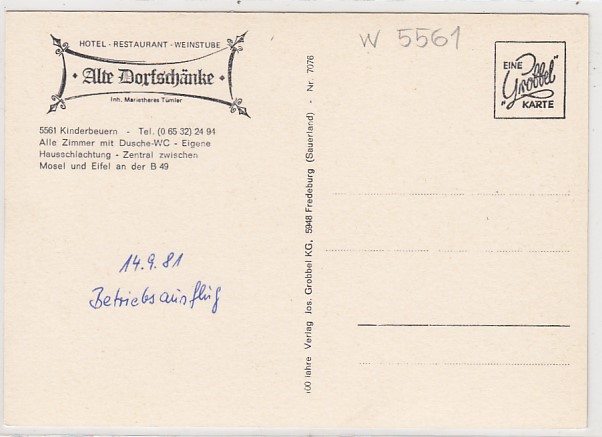 HOTEL - RESTAURANT - WEINSTUBE
Alte Dorfschänke
Inh. Marietheres Tümler
5561 Kinderbeuern - Tel. (0 65 32) 24 94
Alle Zimmer mit Dusche-WC - Eigene
Hausschlachtung - Zentral zwischen
Mosel und Eifel an der B 49
14.9.81
Betriebsausflug
100 Jahre Verlag Jos. Grobbel KG, 5948 Fredeburg (Sauerland) - Nr. 7076
W 5561
EINE
"Grobbel"
KARTE